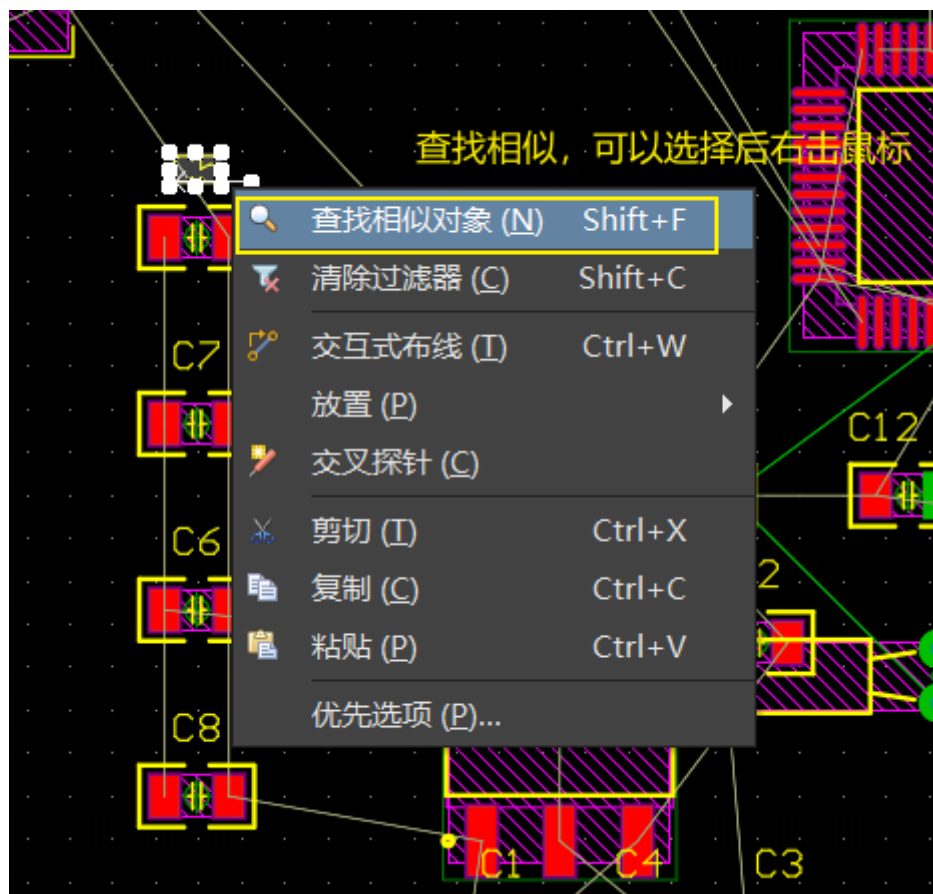 查找相似，可以选择后右击鼠标
查找相似对象 (N) Shift+F
清除过滤器 (C) Shift+C
C7
交互式布线 (T) Ctrl+W
放置 (P)
C12
交叉探针 (C)
C6
剪切 (T) Ctrl+X
复制 (C) Ctrl+C
2
粘贴 (P) Ctrl+V
C8
优先选项 (P)...
C1
C4
C3